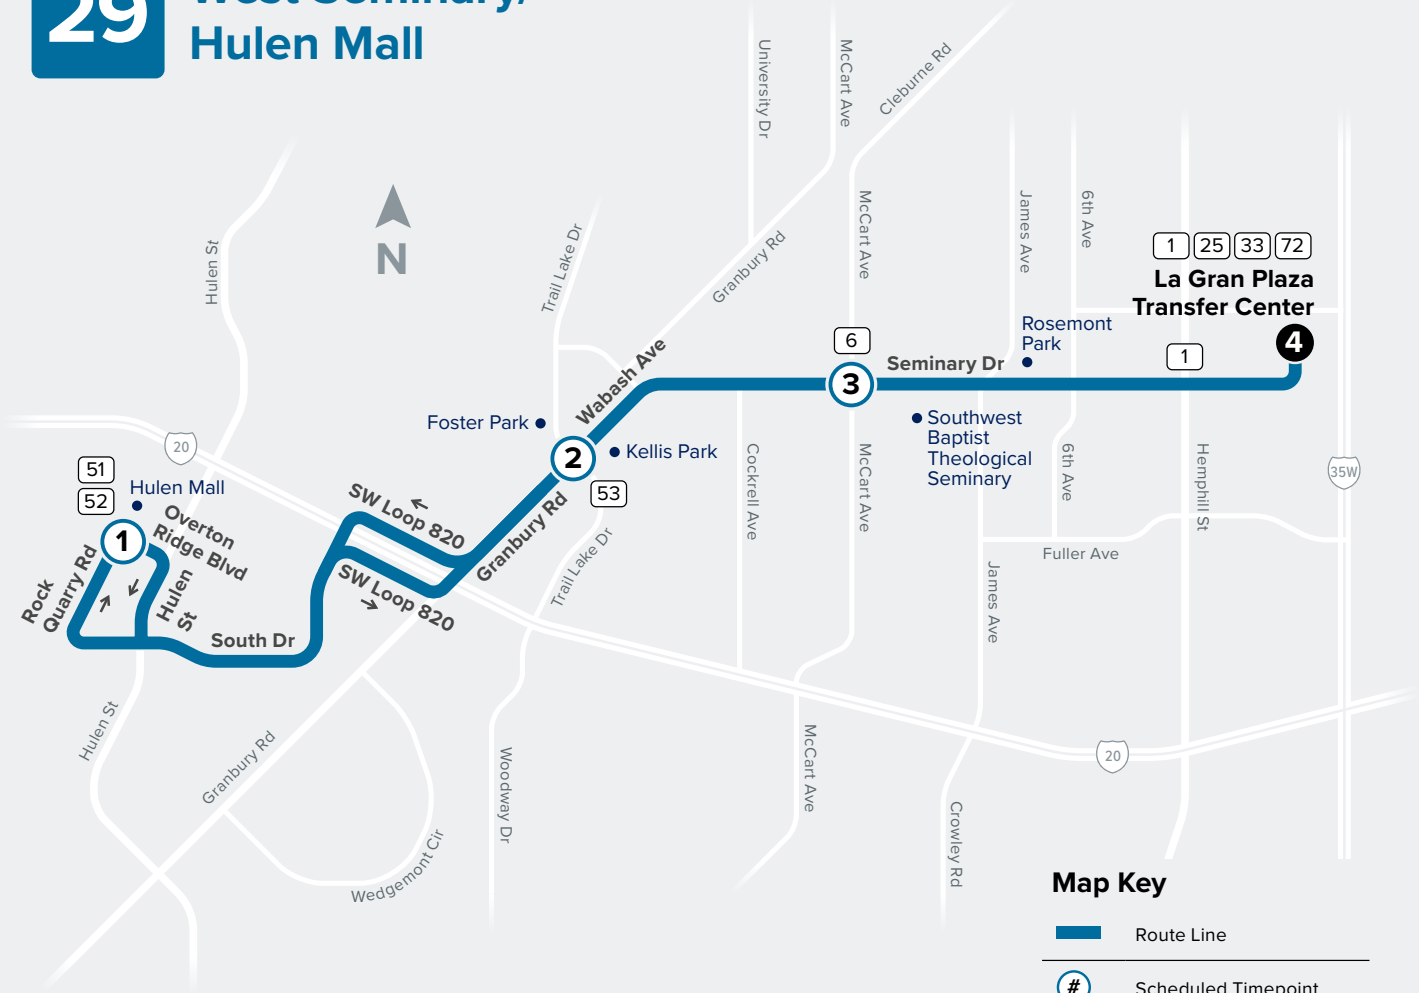 29
West Seminary/
Hulen Mall
N
University Dr
McCart Ave
Cleburne Rd
Hulen St
Trail Lake Dr
Granbury Rd
McCart Ave
James Ave
6th Ave
1 25 33 72
La Gran Plaza
Transfer Center
4
Rosemont
Park
6
3
Seminary Dr
1
Wabash Ave
Foster Park
2
Kellis Park
53
Southwest
Baptist
Theological
Seminary
Cockrell Ave
McCart Ave
6th Ave
Hemphill St
35W
20
51
52
Hulen Mall
1
Overton
Ridge Blvd
Rock
Quarry Rd
Hulen
St
South Dr
SW Loop 820
SW Loop 820
Granbury Rd
Trail Lake Dr
Fuller Ave
James Ave
Hulen St
Granbury Rd
Woodway Dr
McCart Ave
20
Crowley Rd
Wedgemont Cir
Map Key
Route Line
# Scheduled Timepoint